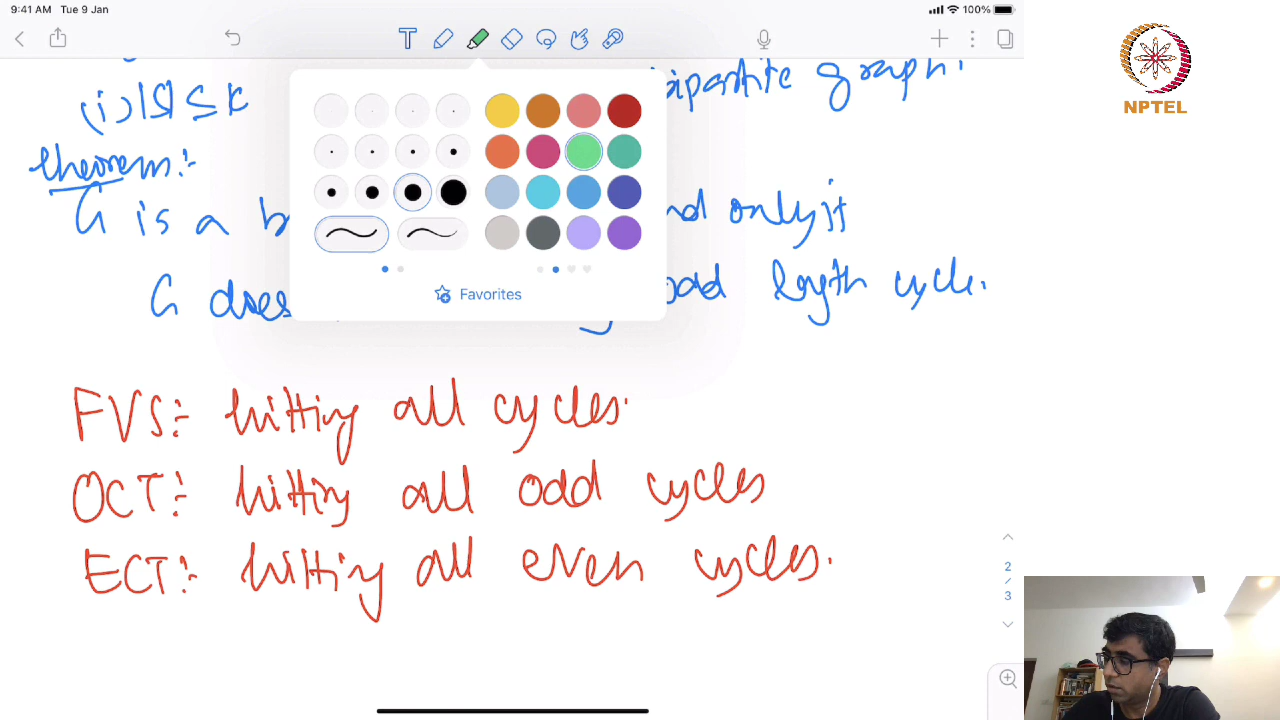 9:41 AM Tue 9 Jan
100%
T
NPTEL
bipartite graph.
(i) |S| ≤ k
theorem:-
G is a b and only if
G does odd length cycle.
Favorites
FVS:- hitting all cycles.
OCT:- hitting all odd cycles
ECT:- hitting all even cycles.
2
/
3